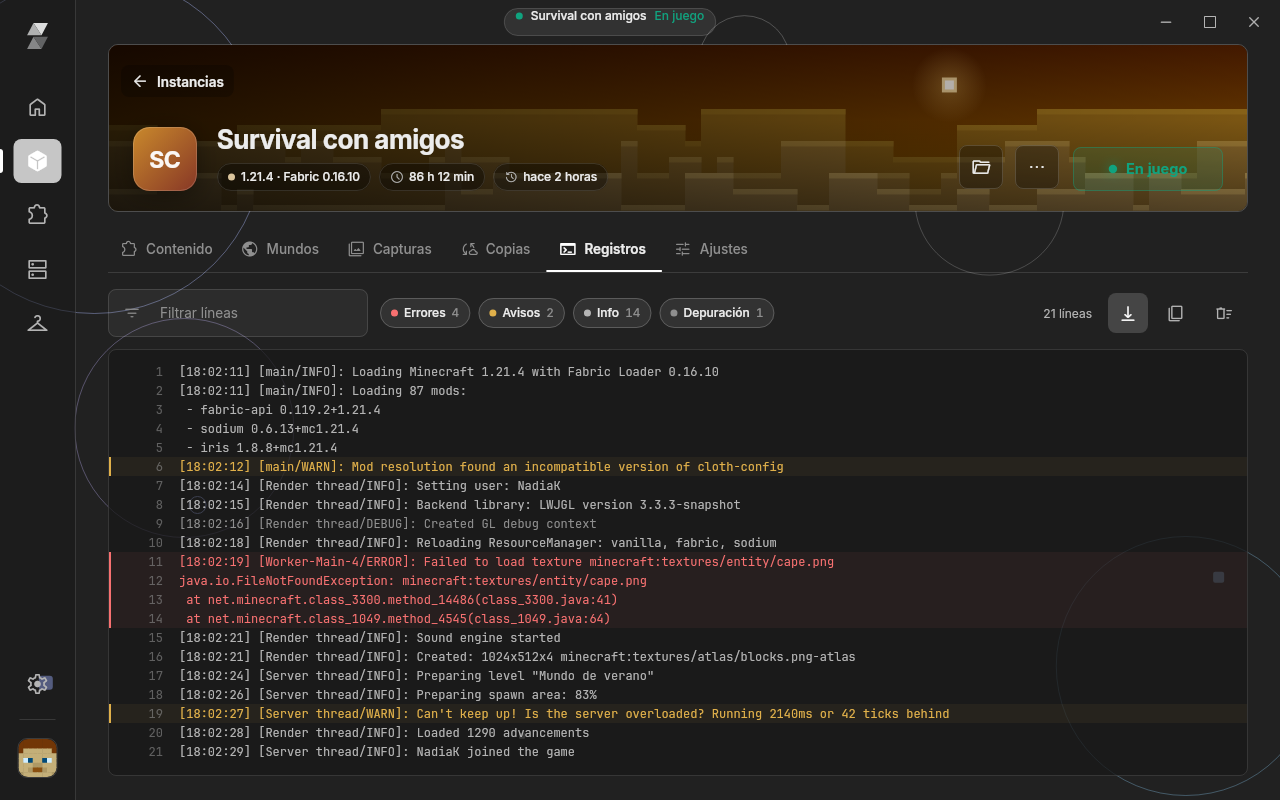 Survival con amigos En juego
Instancias
SC
Survival con amigos
1.21.4 · Fabric 0.16.10
86 h 12 min
hace 2 horas
En juego
Contenido
Mundos
Capturas
Copias
Registros
Ajustes
Filtrar líneas
Errores 4
Avisos 2
Info 14
Depuración 1
21 líneas
1 [18:02:11] [main/INFO]: Loading Minecraft 1.21.4 with Fabric Loader 0.16.10
2 [18:02:11] [main/INFO]: Loading 87 mods:
3 - fabric-api 0.119.2+1.21.4
4 - sodium 0.6.13+mc1.21.4
5 - iris 1.8.8+mc1.21.4
6 [18:02:12] [main/WARN]: Mod resolution found an incompatible version of cloth-config
7 [18:02:14] [Render thread/INFO]: Setting user: NadiaK
8 [18:02:15] [Render thread/INFO]: Backend library: LWJGL version 3.3.3-snapshot
9 [18:02:16] [Render thread/DEBUG]: Created GL debug context
10 [18:02:18] [Render thread/INFO]: Reloading ResourceManager: vanilla, fabric, sodium
11 [18:02:19] [Worker-Main-4/ERROR]: Failed to load texture minecraft:textures/entity/cape.png
12 java.io.FileNotFoundException: minecraft:textures/entity/cape.png
13 at net.minecraft.class_3300.method_14486(class_3300.java:41)
14 at net.minecraft.class_1049.method_4545(class_1049.java:64)
15 [18:02:21] [Render thread/INFO]: Sound engine started
16 [18:02:21] [Render thread/INFO]: Created: 1024x512x4 minecraft:textures/atlas/blocks.png-atlas
17 [18:02:24] [Server thread/INFO]: Preparing level "Mundo de verano"
18 [18:02:26] [Server thread/INFO]: Preparing spawn area: 83%
19 [18:02:27] [Server thread/WARN]: Can't keep up! Is the server overloaded? Running 2140ms or 42 ticks behind
20 [18:02:28] [Render thread/INFO]: Loaded 1290 advancements
21 [18:02:29] [Server thread/INFO]: NadiaK joined the game